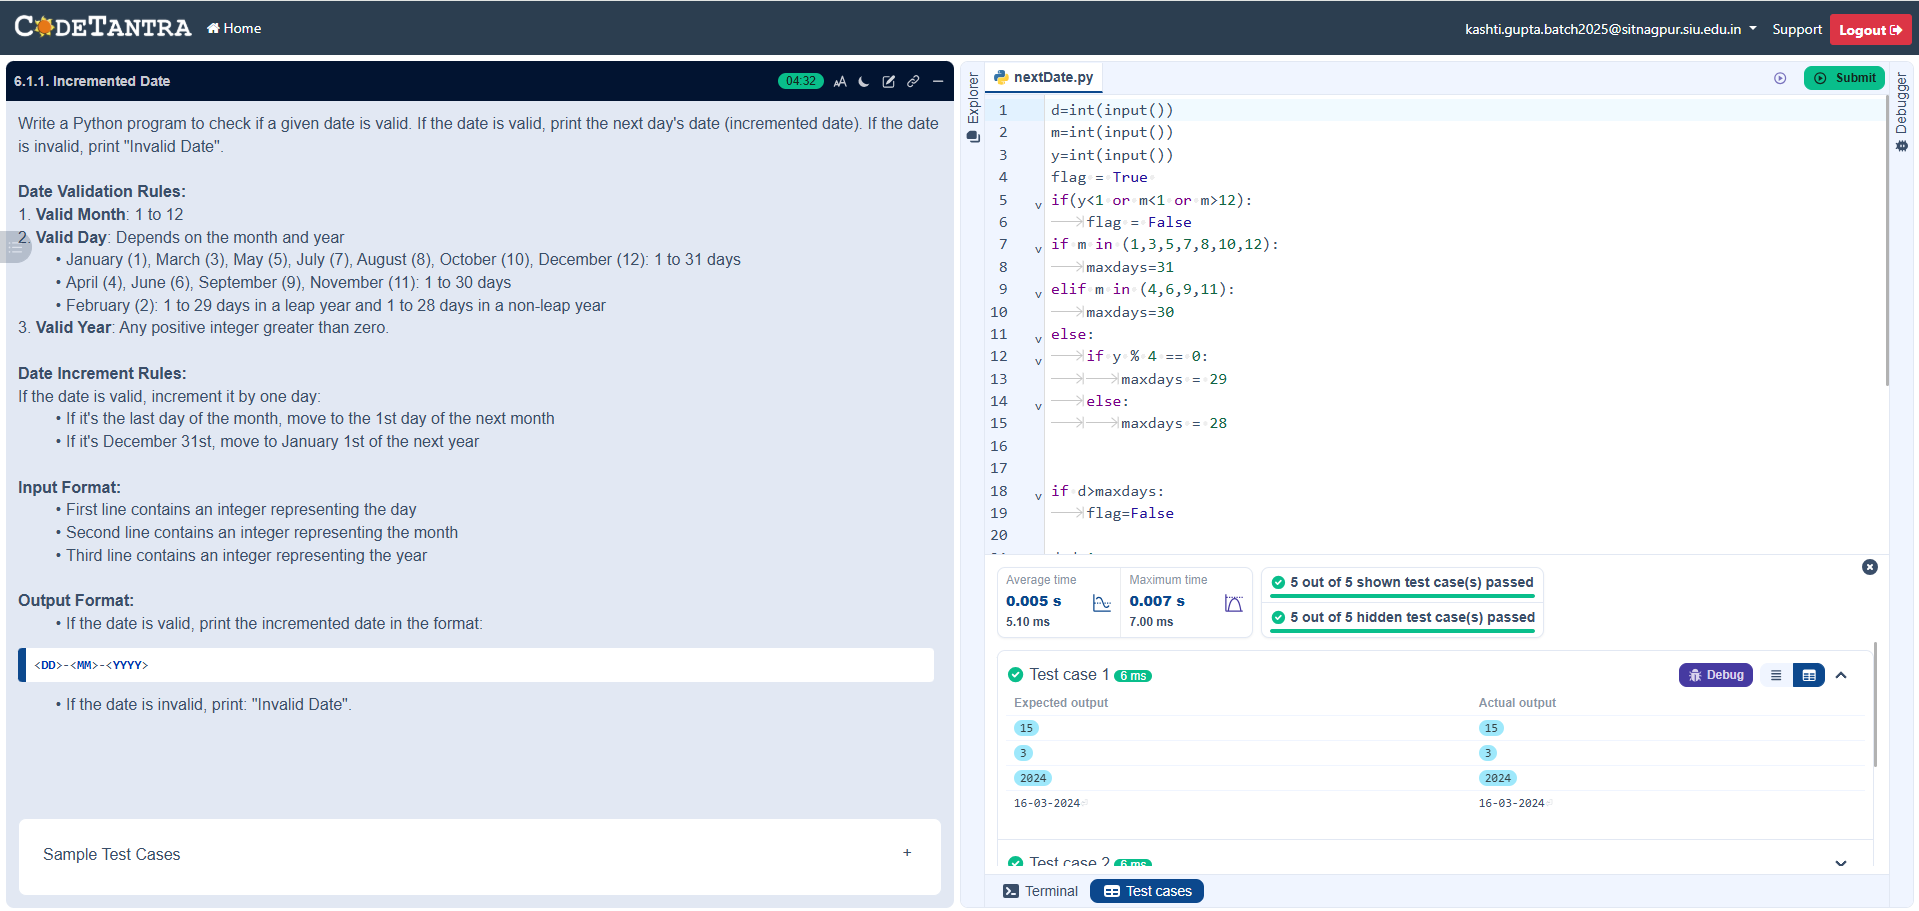 CODETANTRA
Home
kashti.gupta.batch2025@sitnagpur.siu.edu.in
Support
Logout
6.1.1. Incremented Date
04:32
AA
Write a Python program to check if a given date is valid. If the date is valid, print the next day's date (incremented date). If the date
is invalid, print "Invalid Date".
Date Validation Rules:
1. Valid Month: 1 to 12
2. Valid Day: Depends on the month and year
• January (1), March (3), May (5), July (7), August (8), October (10), December (12): 1 to 31 days
• April (4), June (6), September (9), November (11): 1 to 30 days
• February (2): 1 to 29 days in a leap year and 1 to 28 days in a non-leap year
3. Valid Year: Any positive integer greater than zero.
Date Increment Rules:
If the date is valid, increment it by one day:
• If it's the last day of the month, move to the 1st day of the next month
• If it's December 31st, move to January 1st of the next year
Input Format:
• First line contains an integer representing the day
• Second line contains an integer representing the month
• Third line contains an integer representing the year
Output Format:
• If the date is valid, print the incremented date in the format:
<DD>-<MM>-<YYYY>
• If the date is invalid, print: "Invalid Date".
Sample Test Cases
+
Explorer
nextDate.py
Submit
Debugger
1 d=int(input())
2 m=int(input())
3 y=int(input())
4 flag = True
5 if(y<1 or m<1 or m>12):
6 flag = False
7 if m in (1,3,5,7,8,10,12):
8 maxdays=31
9 elif m in (4,6,9,11):
10 maxdays=30
11 else:
12 if y % 4 == 0:
13 maxdays = 29
14 else:
15 maxdays = 28
16
17
18 if d>maxdays:
19 flag=False
20
Average time
0.005 s
5.10 ms
Maximum time
0.007 s
7.00 ms
5 out of 5 shown test case(s) passed
5 out of 5 hidden test case(s) passed
Test case 1 6 ms
Debug
Expected output
Actual output
15
15
3
3
2024
2024
16-03-2024
16-03-2024
Test case 2 6 ms
Terminal
Test cases